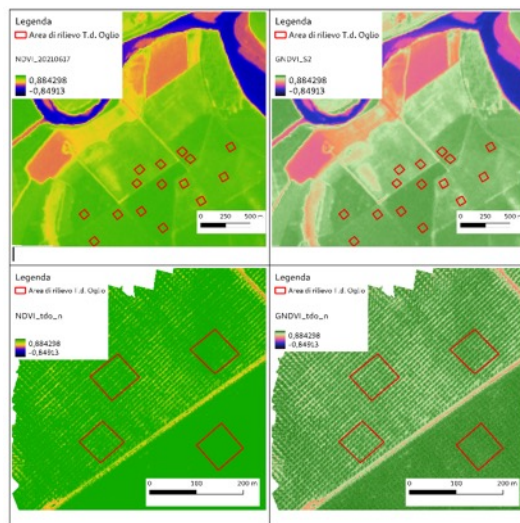 Legenda
Area di rilievo T.d. Oglio
NDVI_20210617
0,884298
-0,84913
0 250 500 m
Legenda
Area di rilievo T.d. Oglio
GNDVI_S2
0,884298
-0,84913
0 250 500 m
Legenda
Area di rilievo T.d. Oglio
NDVI_tdo_n
0,884298
-0,84913
0 100 200 m
Legenda
Area di rilievo T.d. Oglio
GNDVI_tdo_n
0,884298
-0,84913
0 100 200 m